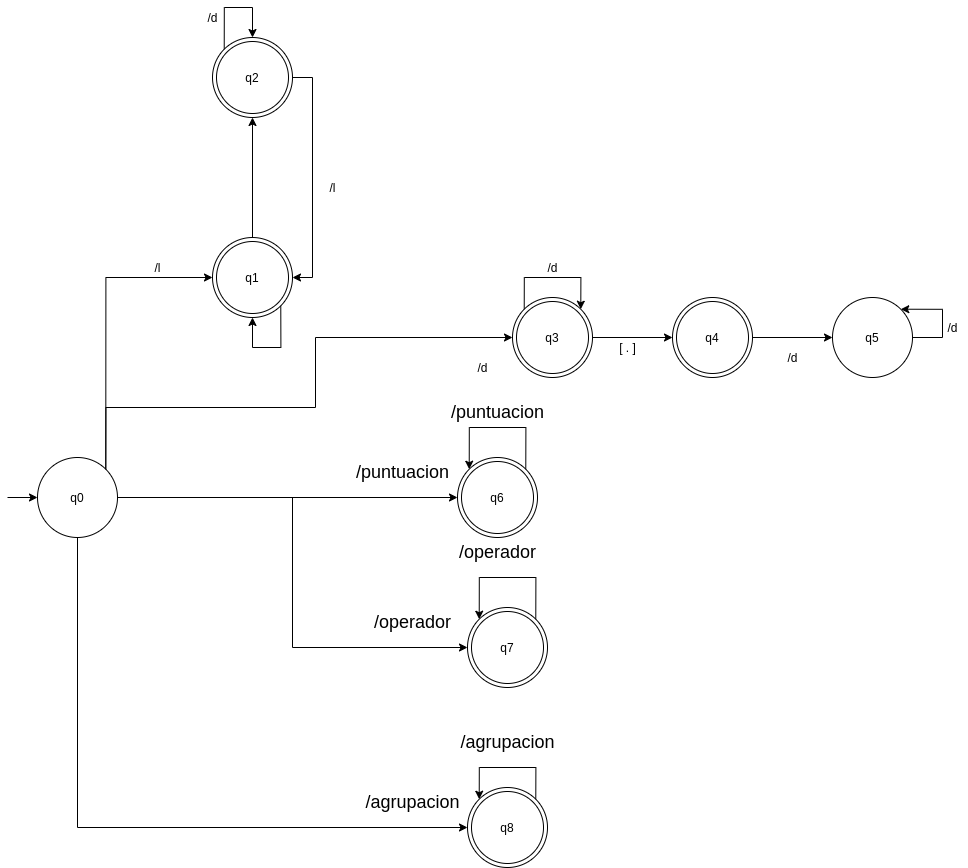 /d
q2
/l
/l
q1
/d
q3
[ . ]
q4
/d
q5
/d
/d
/puntuacion
/puntuacion
q0
q6
/operador
/operador
q7
/agrupacion
/agrupacion
q8